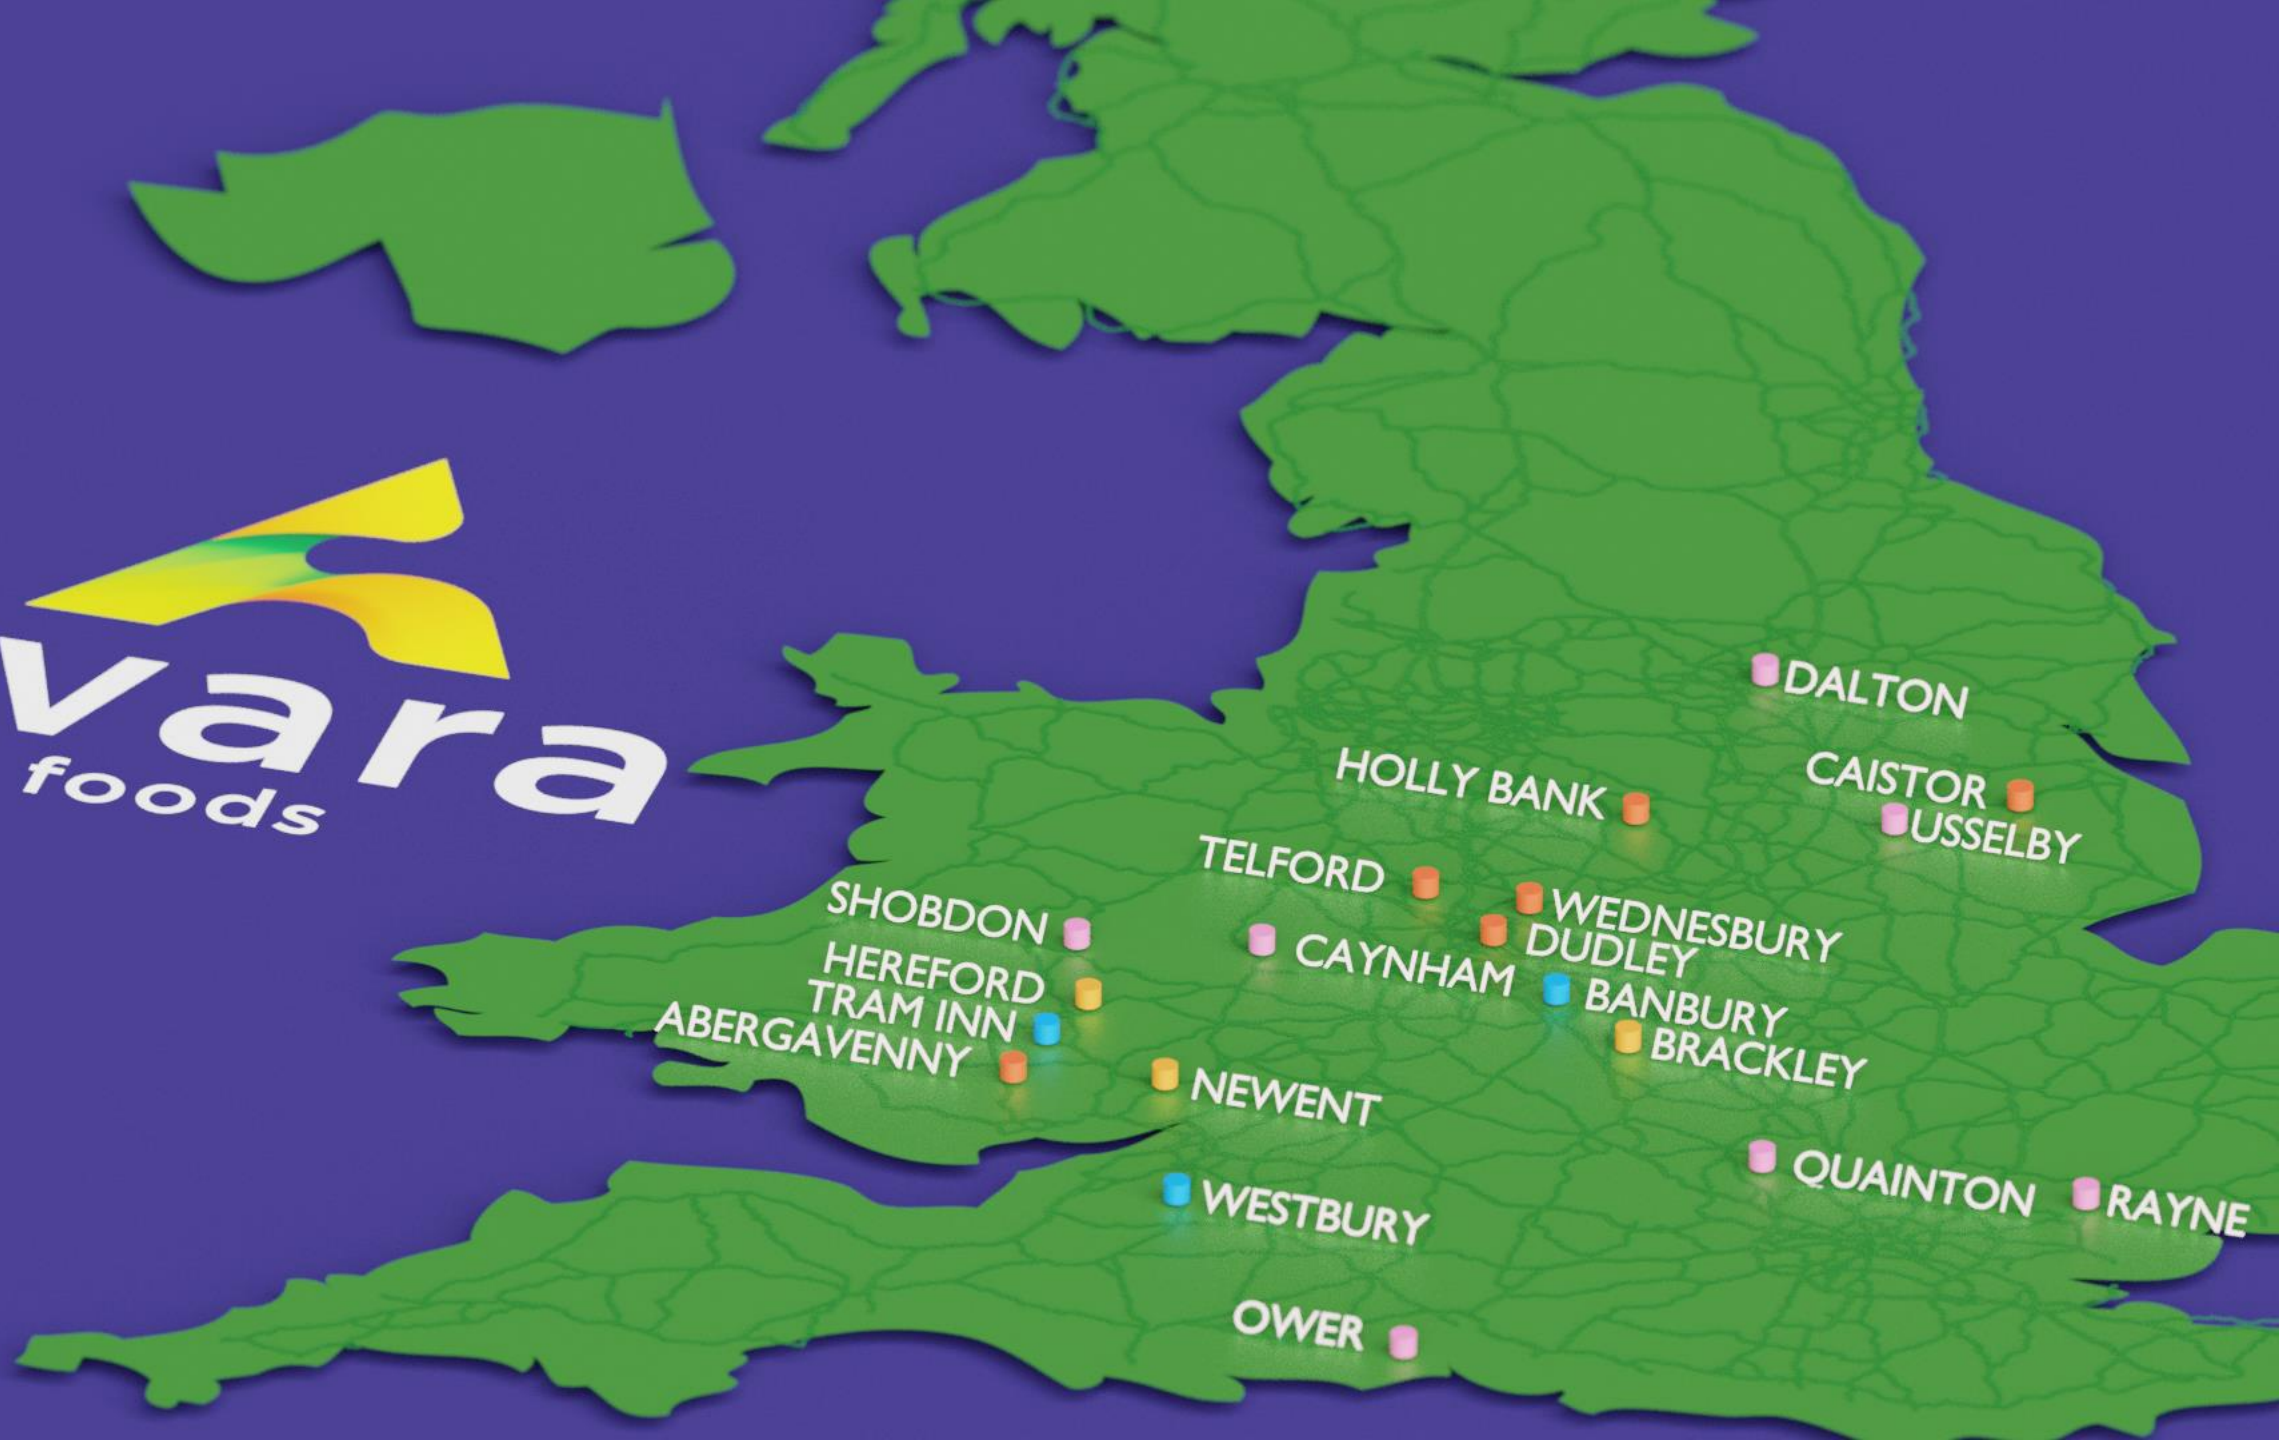 vara
foods
DALTON
HOLLY BANK
CAISTOR
USSELBY
TELFORD
SHOBDON
WEDNESBURY
DUDLEY
CAYNHAM
HEREFORD
TRAM INN
BANBURY
ABERGAVENNY
BRACKLEY
NEWENT
QUAINTON
RAYNE
WESTBURY
OWER